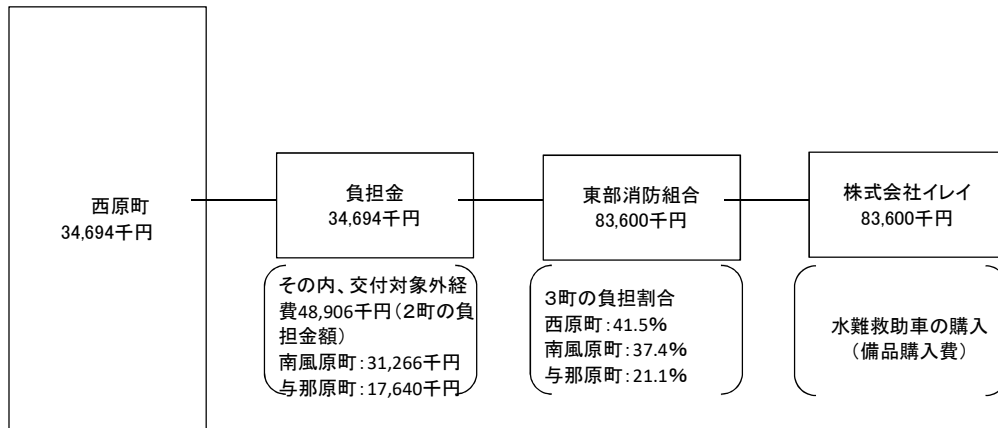 西原町
34,694千円
負担金
34,694千円
東部消防組合
83,600千円
株式会社イレイ
83,600千円
その内、交付対象外経
費48,906千円（２町の負
担金額）
南風原町：31,266千円
与那原町：17,640千円
３町の負担割合
西原町：41.5%
南風原町：37.4%
与那原町：21.1%
水難救助車の購入
（備品購入費）